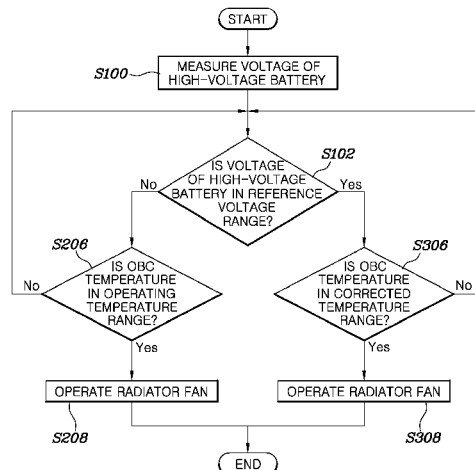 START
S100
MEASURE VOLTAGE OF
HIGH-VOLTAGE BATTERY
S102
IS VOLTAGE
OF HIGH-VOLTAGE
BATTERY IN REFERENCE
VOLTAGE
RANGE?
No
Yes
S206
IS OBC
TEMPERATURE
IN OPERATING
TEMPERATURE
RANGE?
No
Yes
S306
IS OBC
TEMPERATURE
IN CORRECTED
TEMPERATURE
RANGE?
No
Yes
OPERATE RADIATOR FAN
S208
OPERATE RADIATOR FAN
S308
END